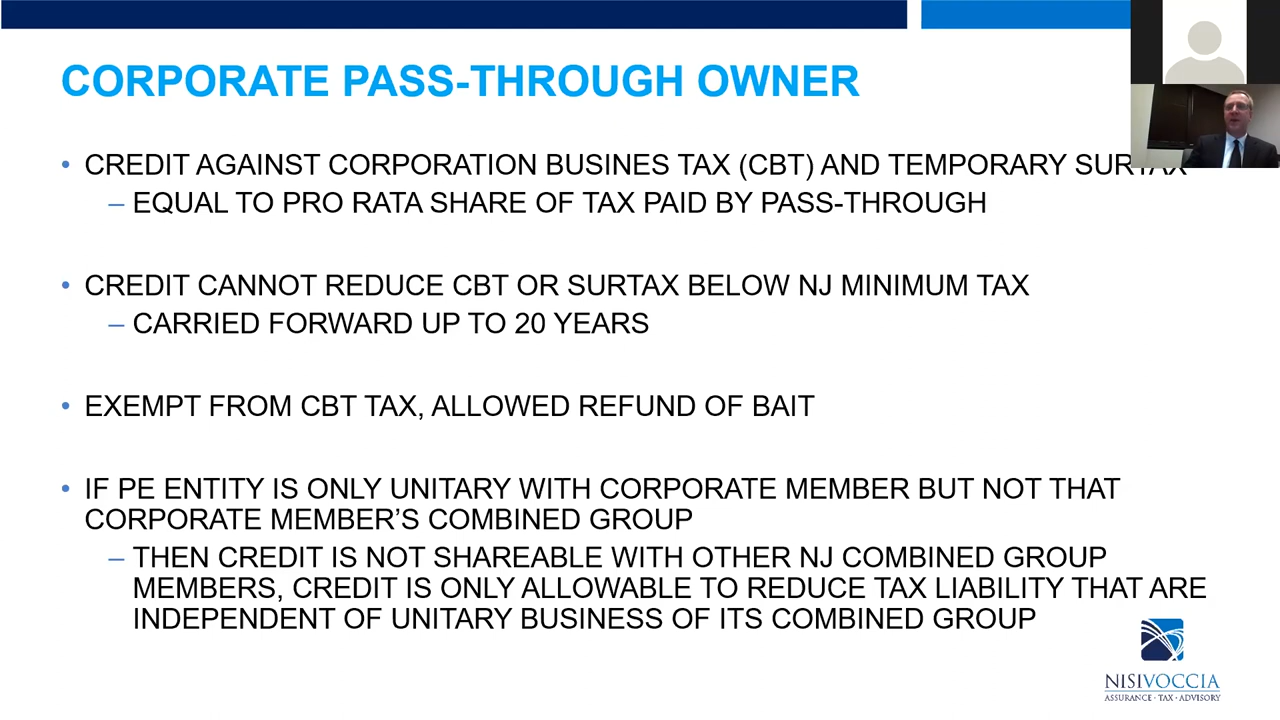 CORPORATE PASS-THROUGH OWNER
• CREDIT AGAINST CORPORATION BUSINES TAX (CBT) AND TEMPORARY SURTAX
– EQUAL TO PRO RATA SHARE OF TAX PAID BY PASS-THROUGH
• CREDIT CANNOT REDUCE CBT OR SURTAX BELOW NJ MINIMUM TAX
– CARRIED FORWARD UP TO 20 YEARS
• EXEMPT FROM CBT TAX, ALLOWED REFUND OF BAIT
• IF PE ENTITY IS ONLY UNITARY WITH CORPORATE MEMBER BUT NOT THAT
CORPORATE MEMBER’S COMBINED GROUP
– THEN CREDIT IS NOT SHAREABLE WITH OTHER NJ COMBINED GROUP
MEMBERS, CREDIT IS ONLY ALLOWABLE TO REDUCE TAX LIABILITY THAT ARE
INDEPENDENT OF UNITARY BUSINESS OF ITS COMBINED GROUP
NISIVOCCIA
ASSURANCE · TAX · ADVISORY